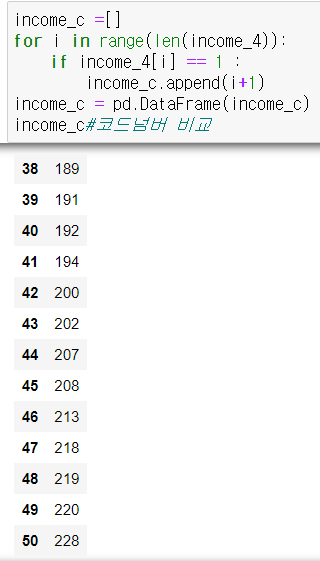 income_c =[]
for i in range(len(income_4)):
    if income_4[i] == 1 :
        income_c.append(i+1)
income_c = pd.DataFrame(income_c)
income_c#코드넘버 비교
38 189
39 191
40 192
41 194
42 200
43 202
44 207
45 208
46 213
47 218
48 219
49 220
50 228